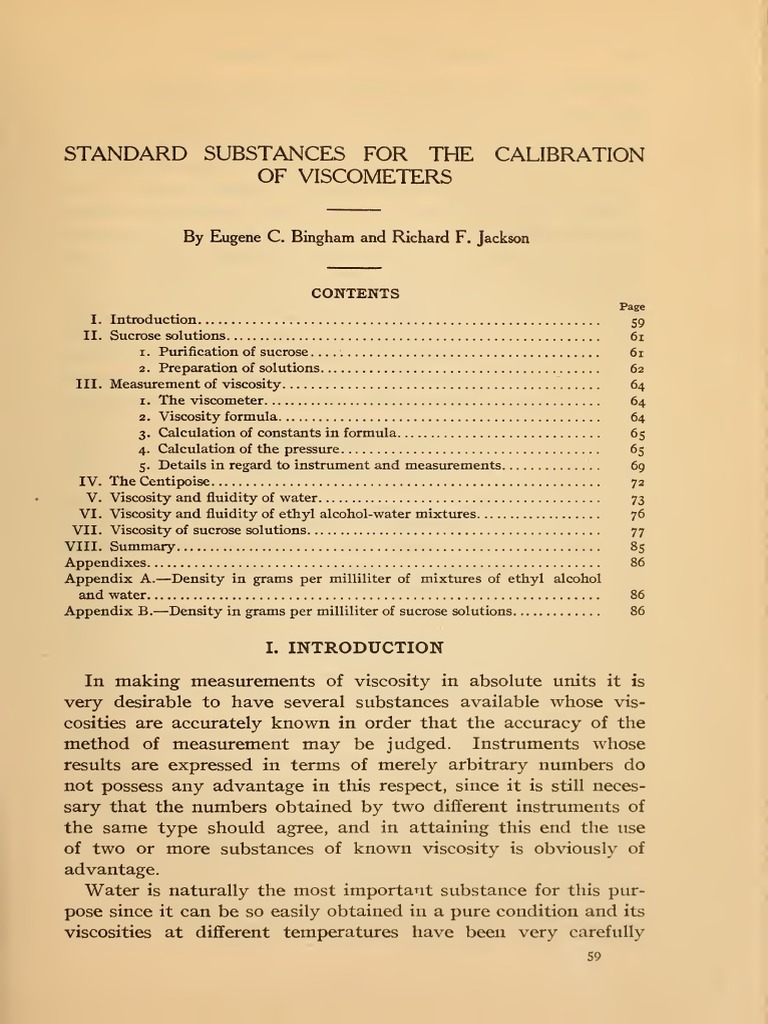 STANDARD SUBSTANCES FOR THE CALIBRATION
OF VISCOMETERS
By Eugene C. Bingham and Richard F. Jackson
CONTENTS
Page
I. Introduction........................................................ 59
II. Sucrose solutions.................................................... 61
1. Purification of sucrose........................................ 61
2. Preparation of solutions....................................... 62
III. Measurement of viscosity............................................. 64
1. The viscometer................................................. 64
2. Viscosity formula.............................................. 64
3. Calculation of constants in formula............................ 65
4. Calculation of the pressure.................................... 65
5. Details in regard to instrument and measurements............... 69
IV. The Centipoise....................................................... 72
V. Viscosity and fluidity of water...................................... 73
VI. Viscosity and fluidity of ethyl alcohol-water mixtures............... 76
VII. Viscosity of sucrose solutions....................................... 77
VIII. Summary.............................................................. 85
Appendixes................................................................ 86
Appendix A.—Density in grams per milliliter of mixtures of ethyl alcohol
and water............................................................. 86
Appendix B.—Density in grams per milliliter of sucrose solutions............ 86
I. INTRODUCTION
In making measurements of viscosity in absolute units it is
very desirable to have several substances available whose vis-
cosities are accurately known in order that the accuracy of the
method of measurement may be judged. Instruments whose
results are expressed in terms of merely arbitrary numbers do
not possess any advantage in this respect, since it is still neces-
sary that the numbers obtained by two different instruments of
the same type should agree, and in attaining this end the use
of two or more substances of known viscosity is obviously of
advantage.
Water is naturally the most important substance for this pur-
pose since it can be so easily obtained in a pure condition and its
viscosities at different temperatures have been very carefully
59